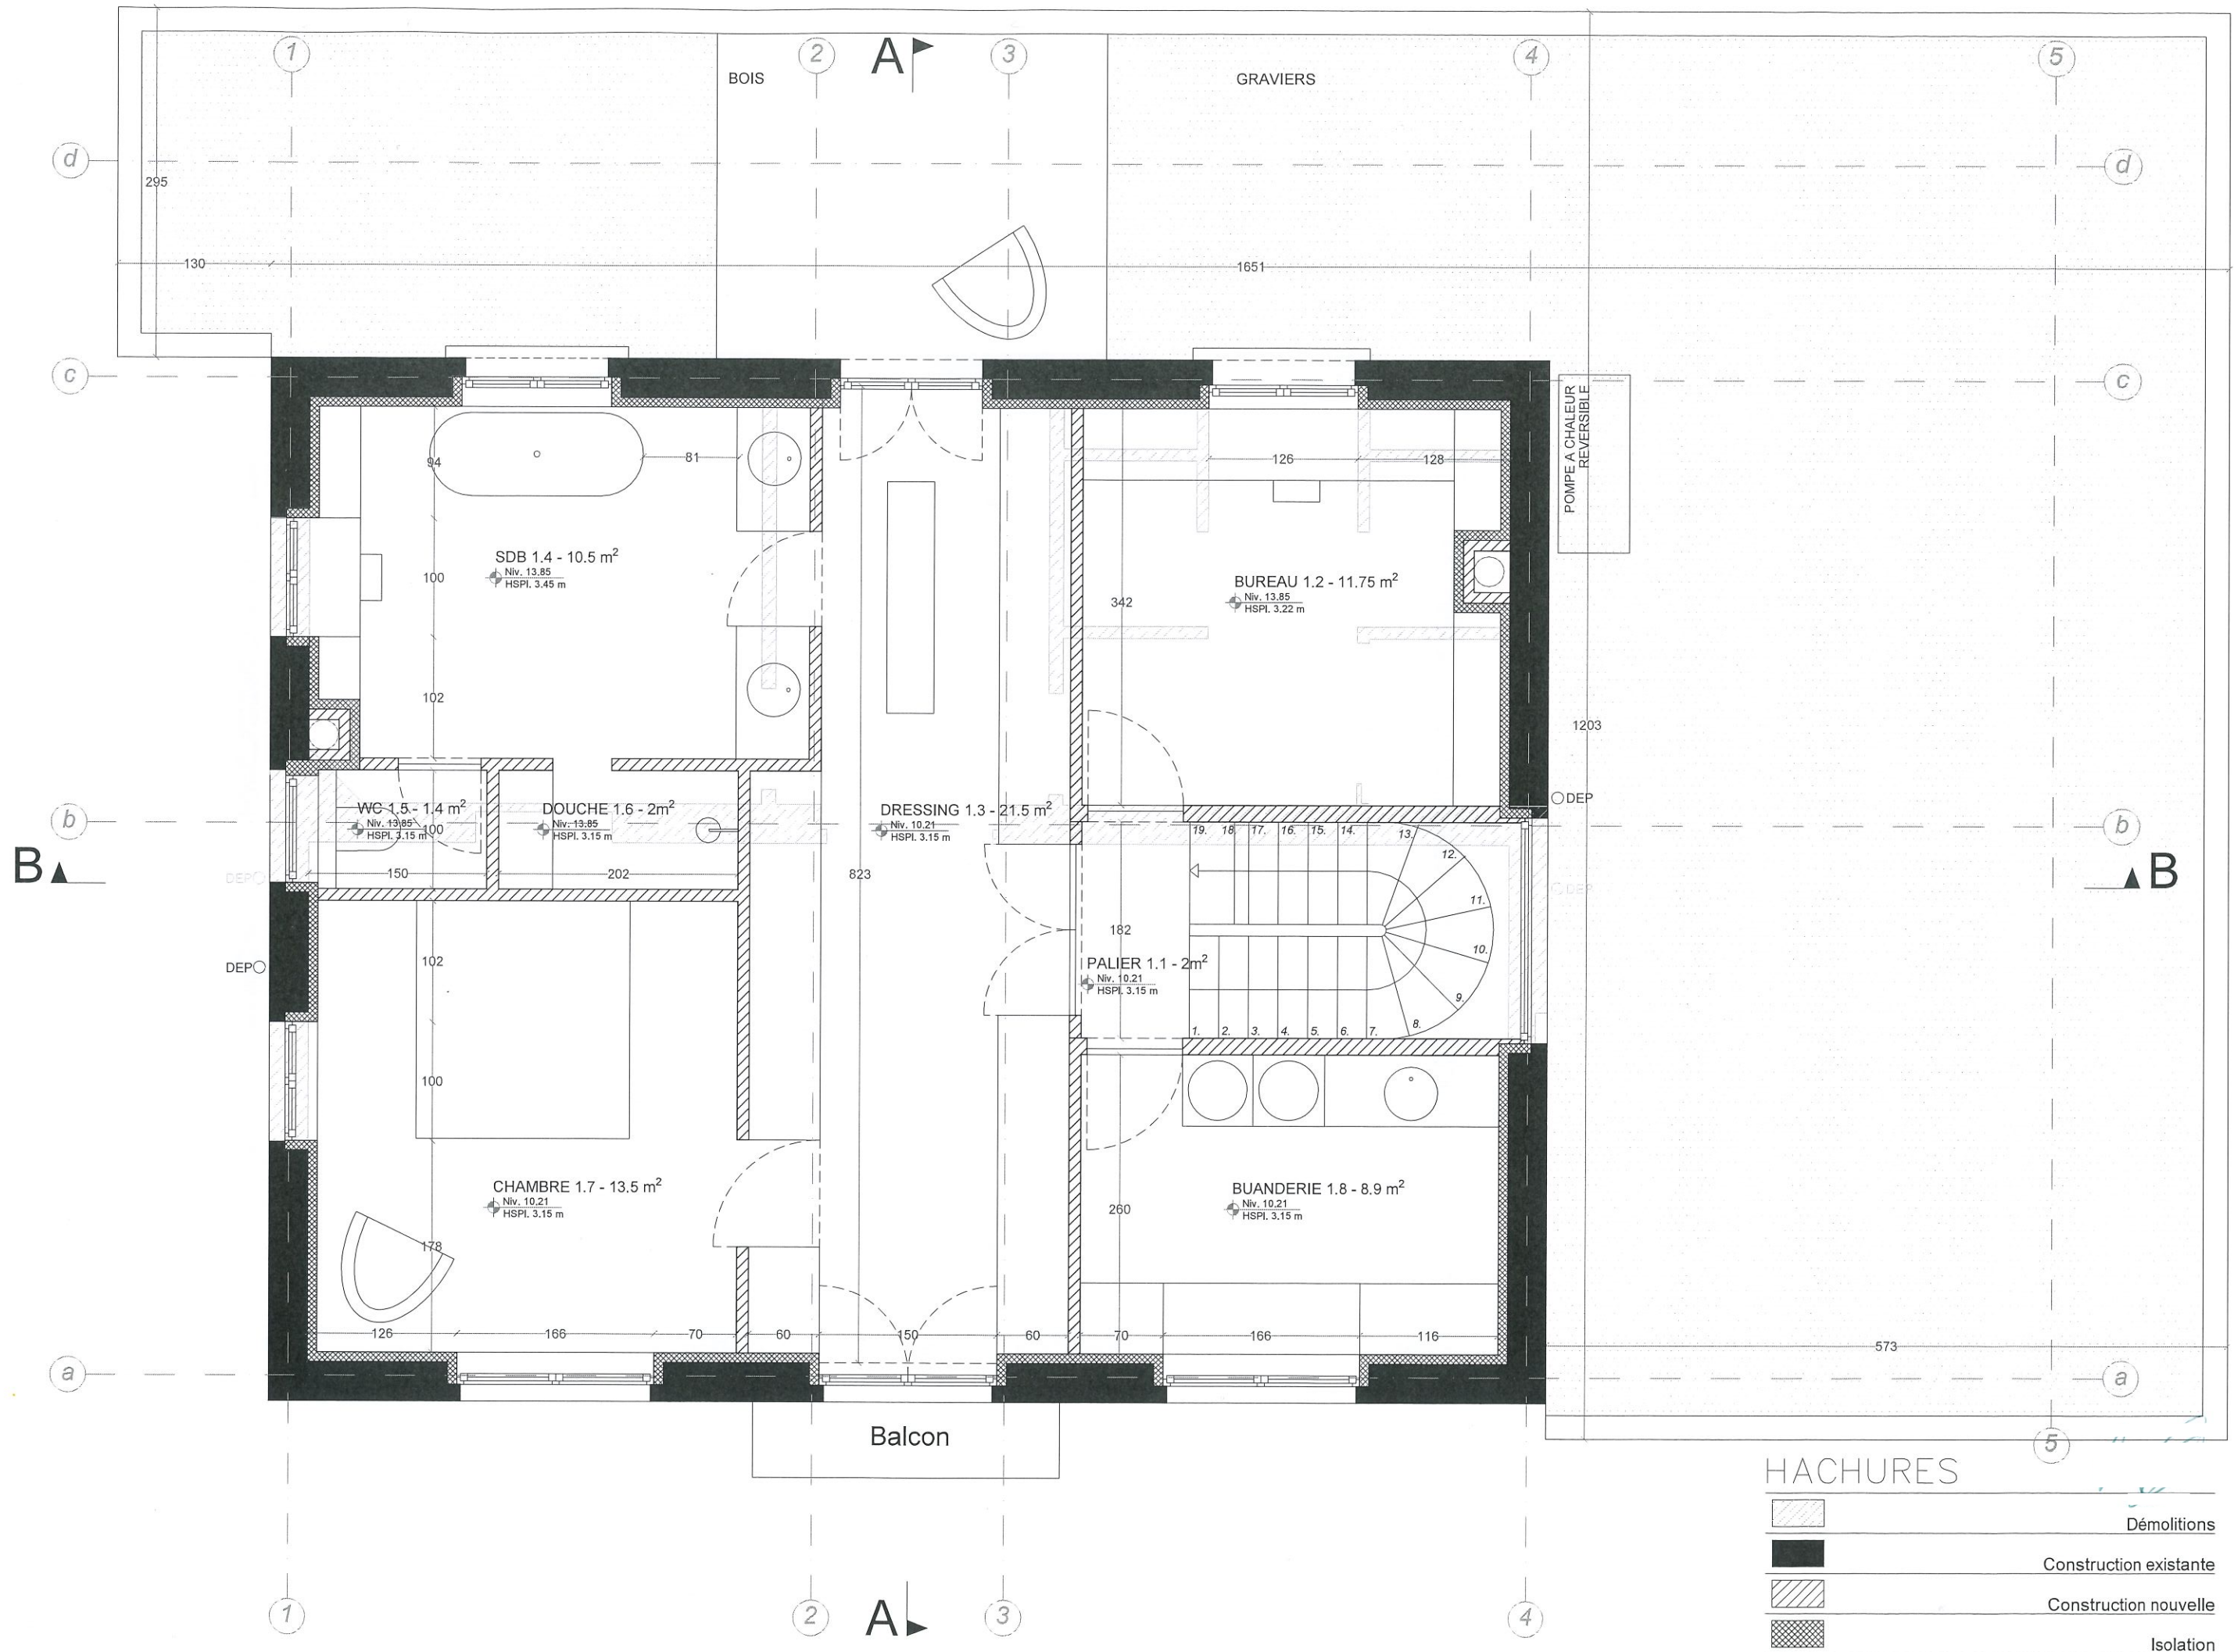 1
2
A
3
4
5
BOIS
GRAVIERS
d
d
295
130
1651
c
c
POMPE A CHALEUR
REVERSIBLE
94
81
126
128
SDB 1.4 - 10.5 m²
Niv. 13.85
HSPl. 3.45 m
100
BUREAU 1.2 - 11.75 m²
Niv. 13.85
HSPl. 3.22 m
342
102
1203
DEP
WC 1.5 - 1.4 m²
Niv. 13.85
HSPl. 3.15 m
100
DOUCHE 1.6 - 2m²
Niv. 13.85
HSPl. 3.15 m
DRESSING 1.3 - 21.5 m²
Niv. 10.21
HSPl. 3.15 m
b
b
19. 18. 17. 16. 15. 14. 13.
12.
11.
10.
9.
8.
1. 2. 3. 4. 5. 6. 7.
B
B
DEP
DEP
150
202
823
182
PALIER 1.1 - 2m²
Niv. 10.21
HSPl. 3.15 m
DEP
102
100
CHAMBRE 1.7 - 13.5 m²
Niv. 10.21
HSPl. 3.15 m
BUANDERIE 1.8 - 8.9 m²
Niv. 10.21
HSPl. 3.15 m
260
178
126
166
70
60
150
60
70
166
116
573
a
a
Balcon
5
HACHURES
Démolitions
Construction existante
Construction nouvelle
Isolation
1
2
A
3
4